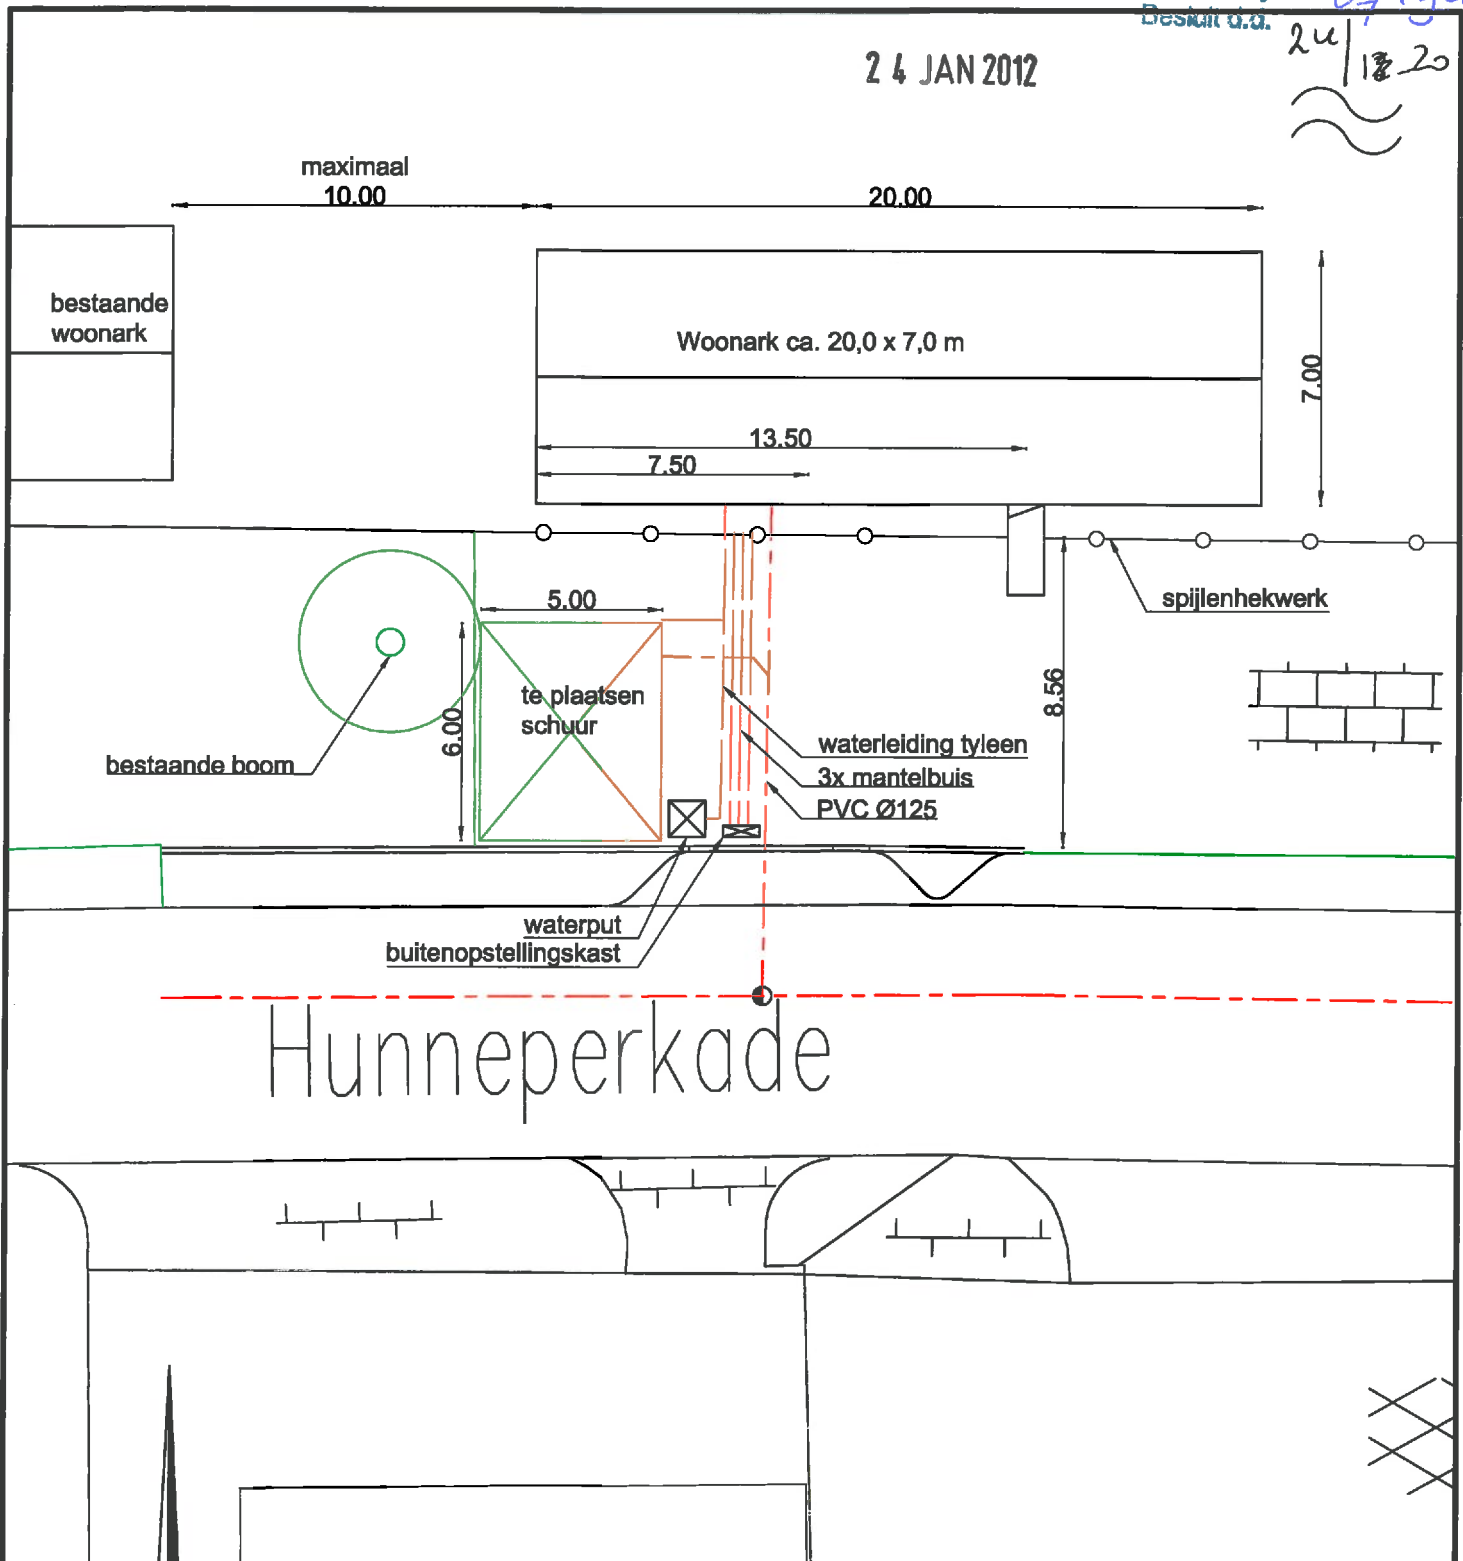 Besluit d.d.
24 JAN 2012
24
maximaal
10.00
20.00
bestaande
woonark
Woonark ca. 20,0 x 7,0 m
7.00
13.50
7.50
spijlenhekwerk
5.00
6.00
te plaatsen
schuur
8.56
bestaande boom
waterleiding tyleen
3x mantelbuis
PVC Ø125
waterput
buitenopstellingskast
Hunneperkade